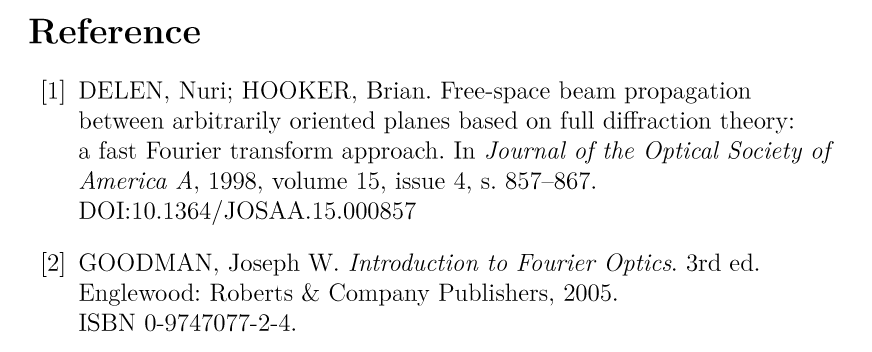 Reference
[1] DELEN, Nuri; HOOKER, Brian. Free-space beam propagation
between arbitrarily oriented planes based on full diffraction theory:
a fast Fourier transform approach. In Journal of the Optical Society of
America A, 1998, volume 15, issue 4, s. 857–867.
DOI:10.1364/JOSAA.15.000857
[2] GOODMAN, Joseph W. Introduction to Fourier Optics. 3rd ed.
Englewood: Roberts & Company Publishers, 2005.
ISBN 0-9747077-2-4.